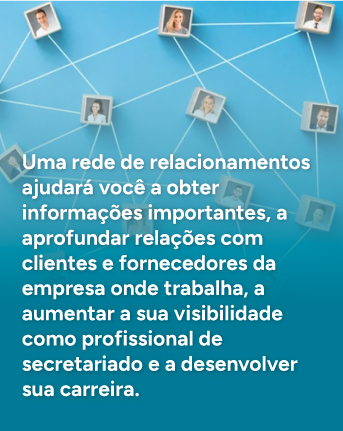 Uma rede de relacionamentos
ajudará você a obter
informações importantes, a
aprofundar relações com
clientes e fornecedores da
empresa onde trabalha, a
aumentar a sua visibilidade
como profissional de
secretariado e a desenvolver
sua carreira.